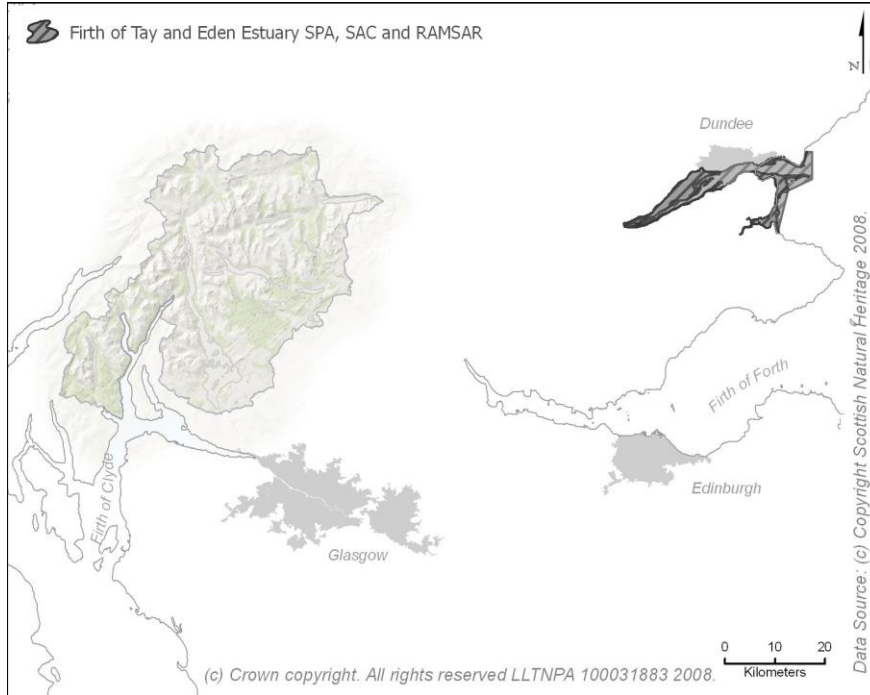 Firth of Tay and Eden Estuary SPA, SAC and RAMSAR
N
Dundee
Firth of Forth
Edinburgh
Firth of Clyde
Glasgow
0 10 20
Kilometers
(c) Crown copyright. All rights reserved LLTNPA 100031883 2008.
Data Source: (c) Copyright Scottish Natural Heritage 2008.